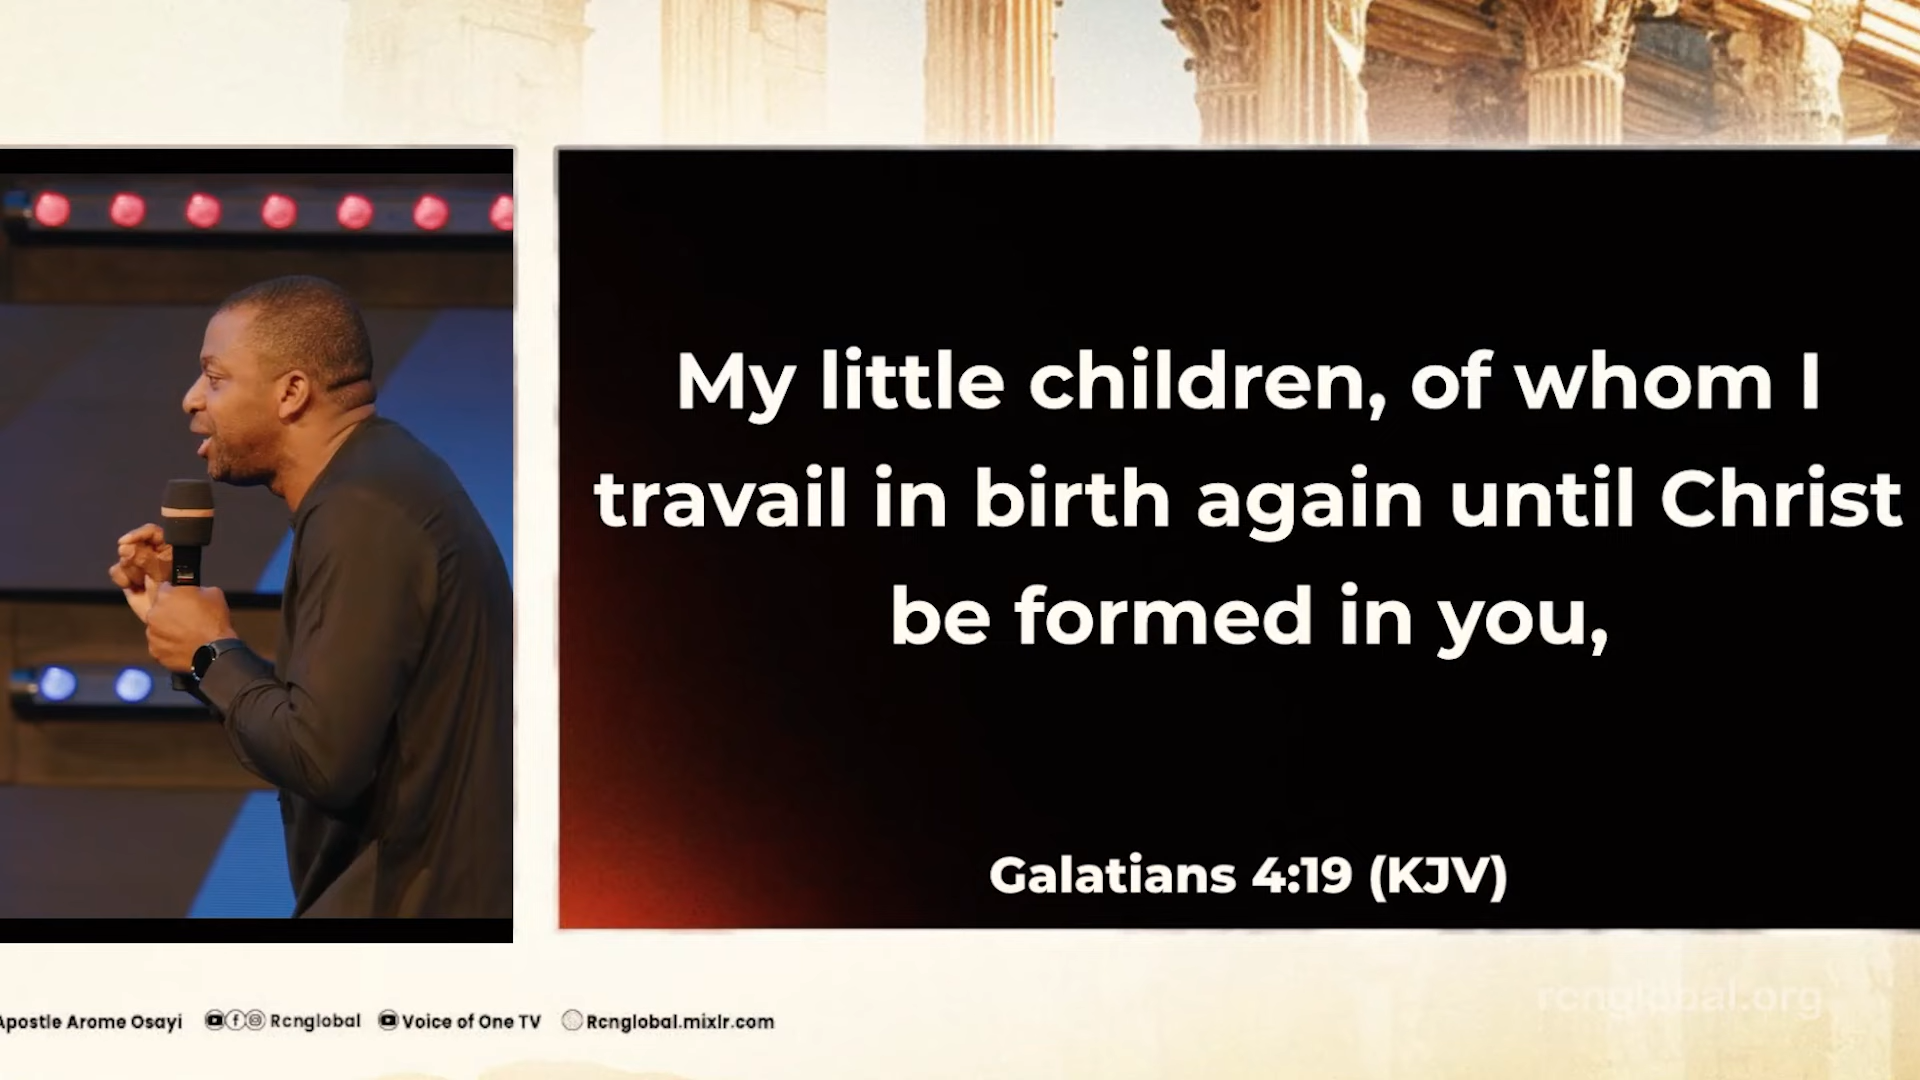 My little children, of whom I
travail in birth again until Christ
be formed in you,
Galatians 4:19 (KJV)
Apostle Arome Osayi Rcnglobal Voice of One TV Rcnglobal.mixlr.com
rcnglobal.org